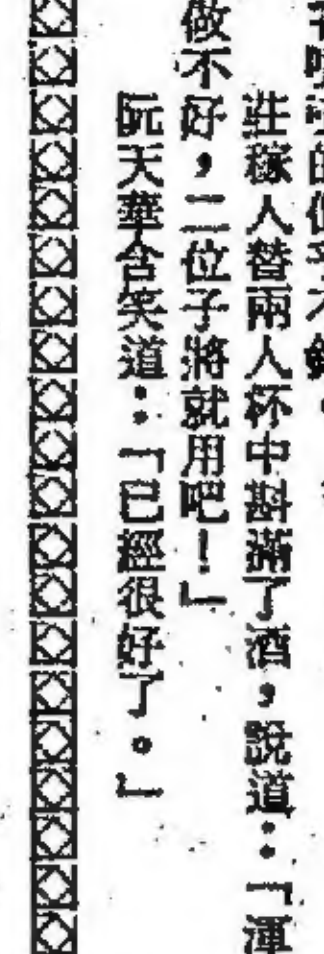 莊稼人替兩人杯中斟滿了酒，說道：「渾
做不好，二位子將就用吧！」
阮天華含笑道：「已經很好了。」